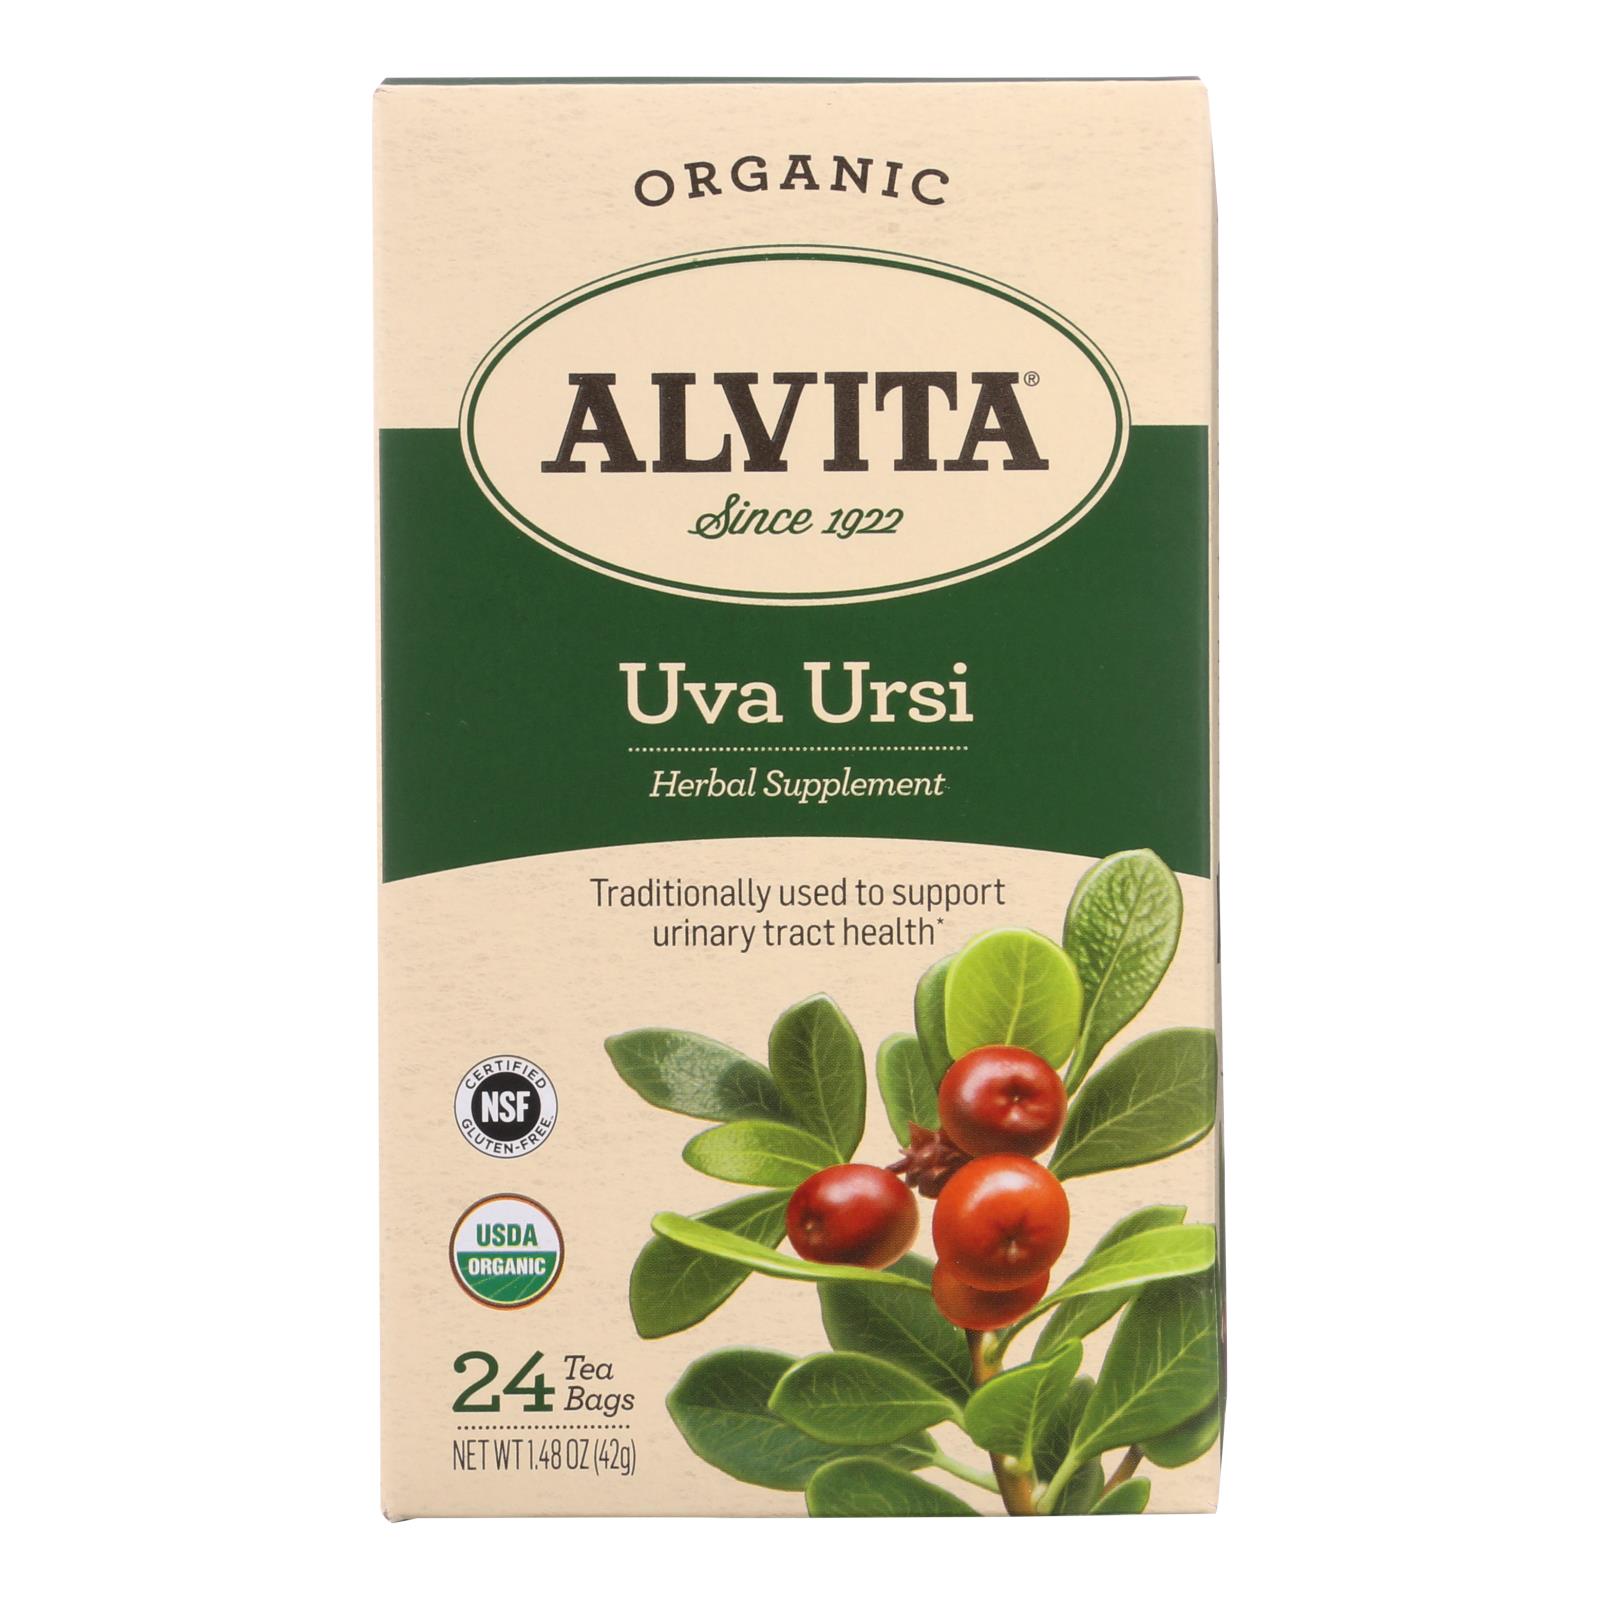 ORGANIC
ALVITA®
Since 1922
Uva Ursi
Herbal Supplement
Traditionally used to support
urinary tract health*
CERTIFIED
NSF
GLUTEN-FREE™
USDA
ORGANIC
24 Tea
Bags
NET WT 1.48 OZ (42g)